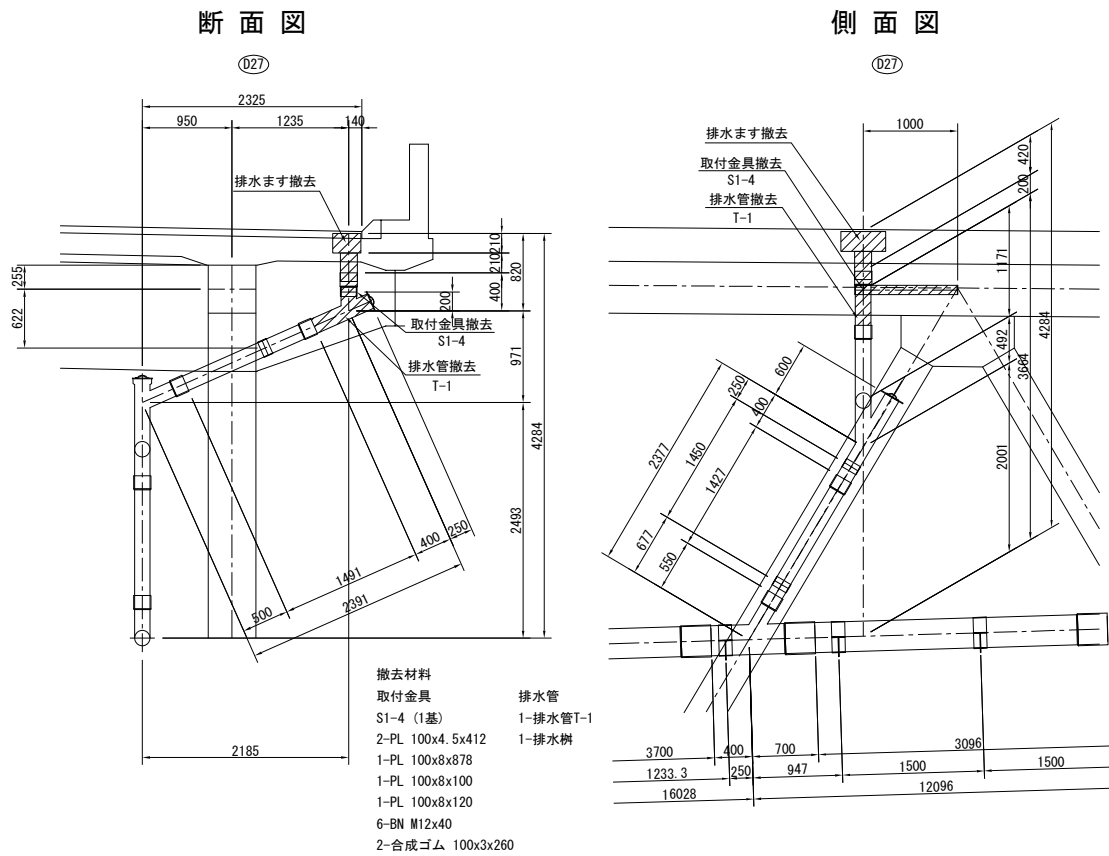 断面図
D27
2325
950
1235
140
排水ます撤去
210
210
820
400
200
255
622
取付金具撤去
S1-4
排水管撤去
T-1
971
4284
2493
500
1491
400
250
2391
2185
撤去材料
取付金具
S1-4 (1基)
2-PL 100x4.5x412
1-PL 100x8x878
1-PL 100x8x100
1-PL 100x8x120
6-BN M12x40
2-合成ゴム 100x3x260
排水管
1-排水管T-1
1-排水桝
側面図
D27
1000
排水ます撤去
取付金具撤去
S1-4
排水管撤去
T-1
420
200
1171
4284
492
3664
2001
600
250
400
1450
2377
1427
677
550
3700
400
700
3096
1233.3
250
947
1500
1500
16028
12096